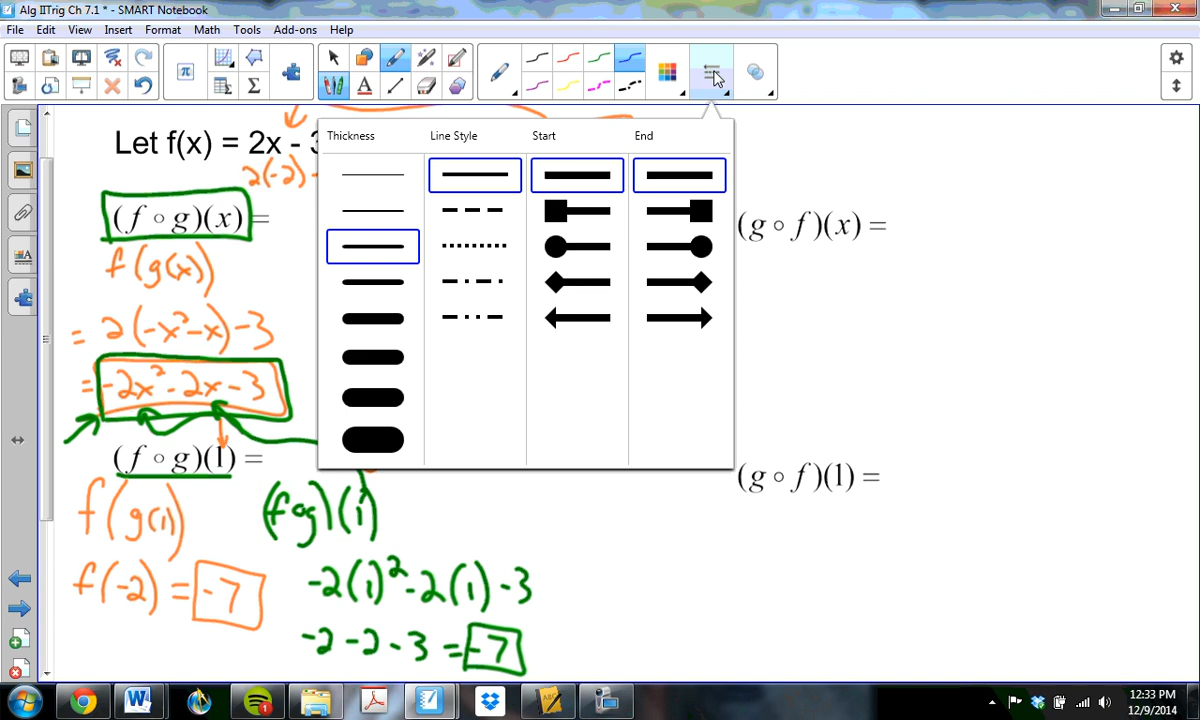 Alg IITrig Ch 7.1 * - SMART Notebook
File Edit View Insert Format Math Tools Add-ons Help
Thickness Line Style Start End
Let f(x) = 2x - 3
2(-2)
(f ∘ g)(x) =
(g ∘ f)(x) =
f(g(x))
= 2(-x²-x)-3
= -2x²-2x-3
(f ∘ g)(1) =
(g ∘ f)(1) =
f(g(1))
(f∘g)(1)
f(-2) = -7
-2(1)²-2(1)-3
-2-2-3 = -7
12:33 PM
12/9/2014